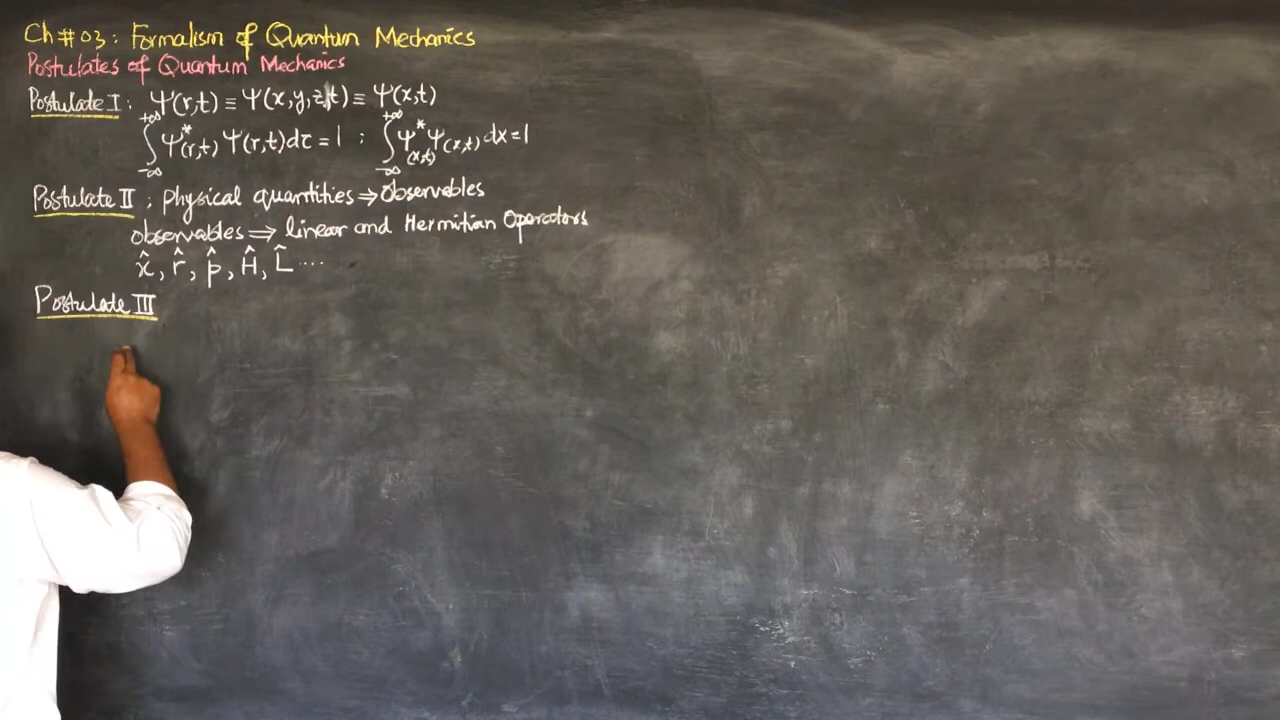 Ch # 03: Formalism of Quantum Mechanics
Postulates of Quantum Mechanics
Postulate I: Ψ(r,t) ≡ Ψ(x,y,z,t) ≡ Ψ(x,t)
∫₋∞⁺∞ Ψ*(r,t) Ψ(r,t) dτ = 1 ; ∫₋∞⁺∞ Ψ*(x,t) Ψ(x,t) dx = 1
Postulate II ; physical quantities ⇒ observables
observables ⇒ linear and Hermitian Operators
x̂, r̂, p̂, Ĥ, L̂ ...
Postulate III